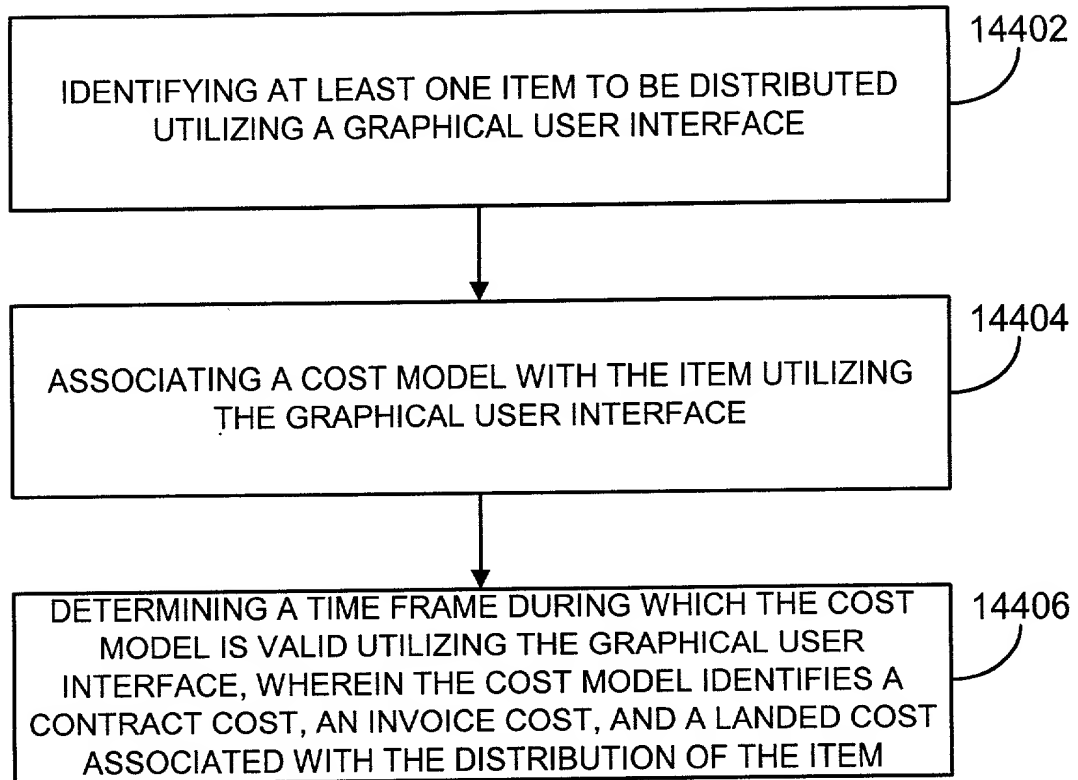 14402
IDENTIFYING AT LEAST ONE ITEM TO BE DISTRIBUTED
UTILIZING A GRAPHICAL USER INTERFACE
14404
ASSOCIATING A COST MODEL WITH THE ITEM UTILIZING
THE GRAPHICAL USER INTERFACE
14406
DETERMINING A TIME FRAME DURING WHICH THE COST
MODEL IS VALID UTILIZING THE GRAPHICAL USER
INTERFACE, WHEREIN THE COST MODEL IDENTIFIES A
CONTRACT COST, AN INVOICE COST, AND A LANDED COST
ASSOCIATED WITH THE DISTRIBUTION OF THE ITEM